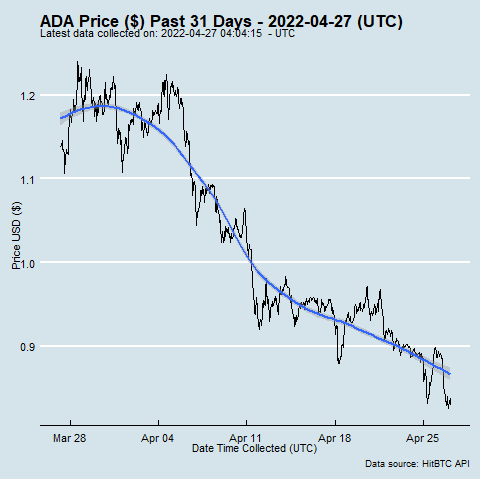 ADA Price ($) Past 31 Days - 2022-04-27 (UTC)
Latest data collected on: 2022-04-27 04:04:15 - UTC
1.2
1.1
1.0
0.9
Price USD ($)
Mar 28 Apr 04 Apr 11 Apr 18 Apr 25
Date Time Collected (UTC)
Data source: HitBTC API